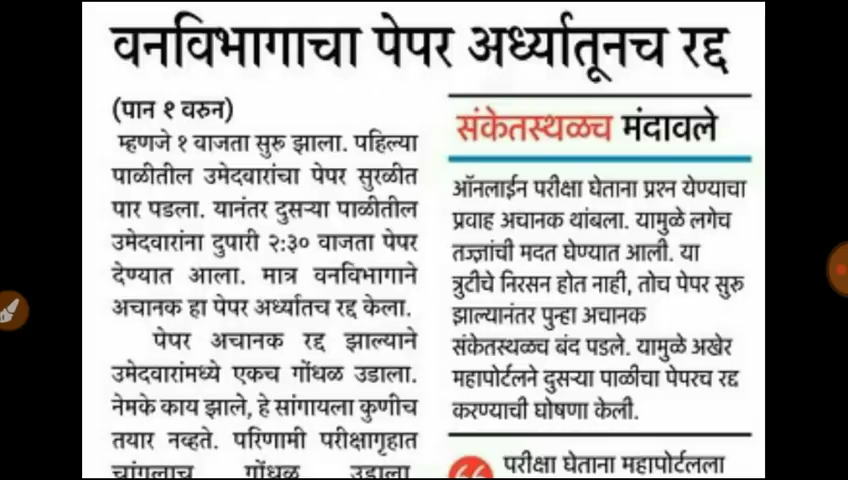 वनविभागाचा पेपर अर्ध्यातूनच रद्द
(पान १ वरुन)
म्हणजे १ वाजता सुरू झाला. पहिल्या
पाळीतील उमेदवारांचा पेपर सुरळीत
पार पडला. यानंतर दुसऱ्या पाळीतील
उमेदवारांना दुपारी २:३० वाजता पेपर
देण्यात आला. मात्र वनविभागाने
अचानक हा पेपर अर्ध्यातच रद्द केला.
पेपर अचानक रद्द झाल्याने
उमेदवारांमध्ये एकच गोंधळ उडाला.
नेमके काय झाले, हे सांगायला कुणीच
तयार नव्हते. परिणामी परीक्षागृहात
चांगलाच गोंधळ उडाला.
संकेतस्थळच मंदावले
ऑनलाईन परीक्षा घेताना प्रश्न येण्याचा
प्रवाह अचानक थांबला. यामुळे लगेच
तज्ज्ञांची मदत घेण्यात आली. या
त्रुटीचे निरसन होत नाही, तोच पेपर सुरू
झाल्यानंतर पुन्हा अचानक
संकेतस्थळच बंद पडले. यामुळे अखेर
महापोर्टलने दुसऱ्या पाळीचा पेपरच रद्द
करण्याची घोषणा केली.
परीक्षा घेताना महापोर्टलला